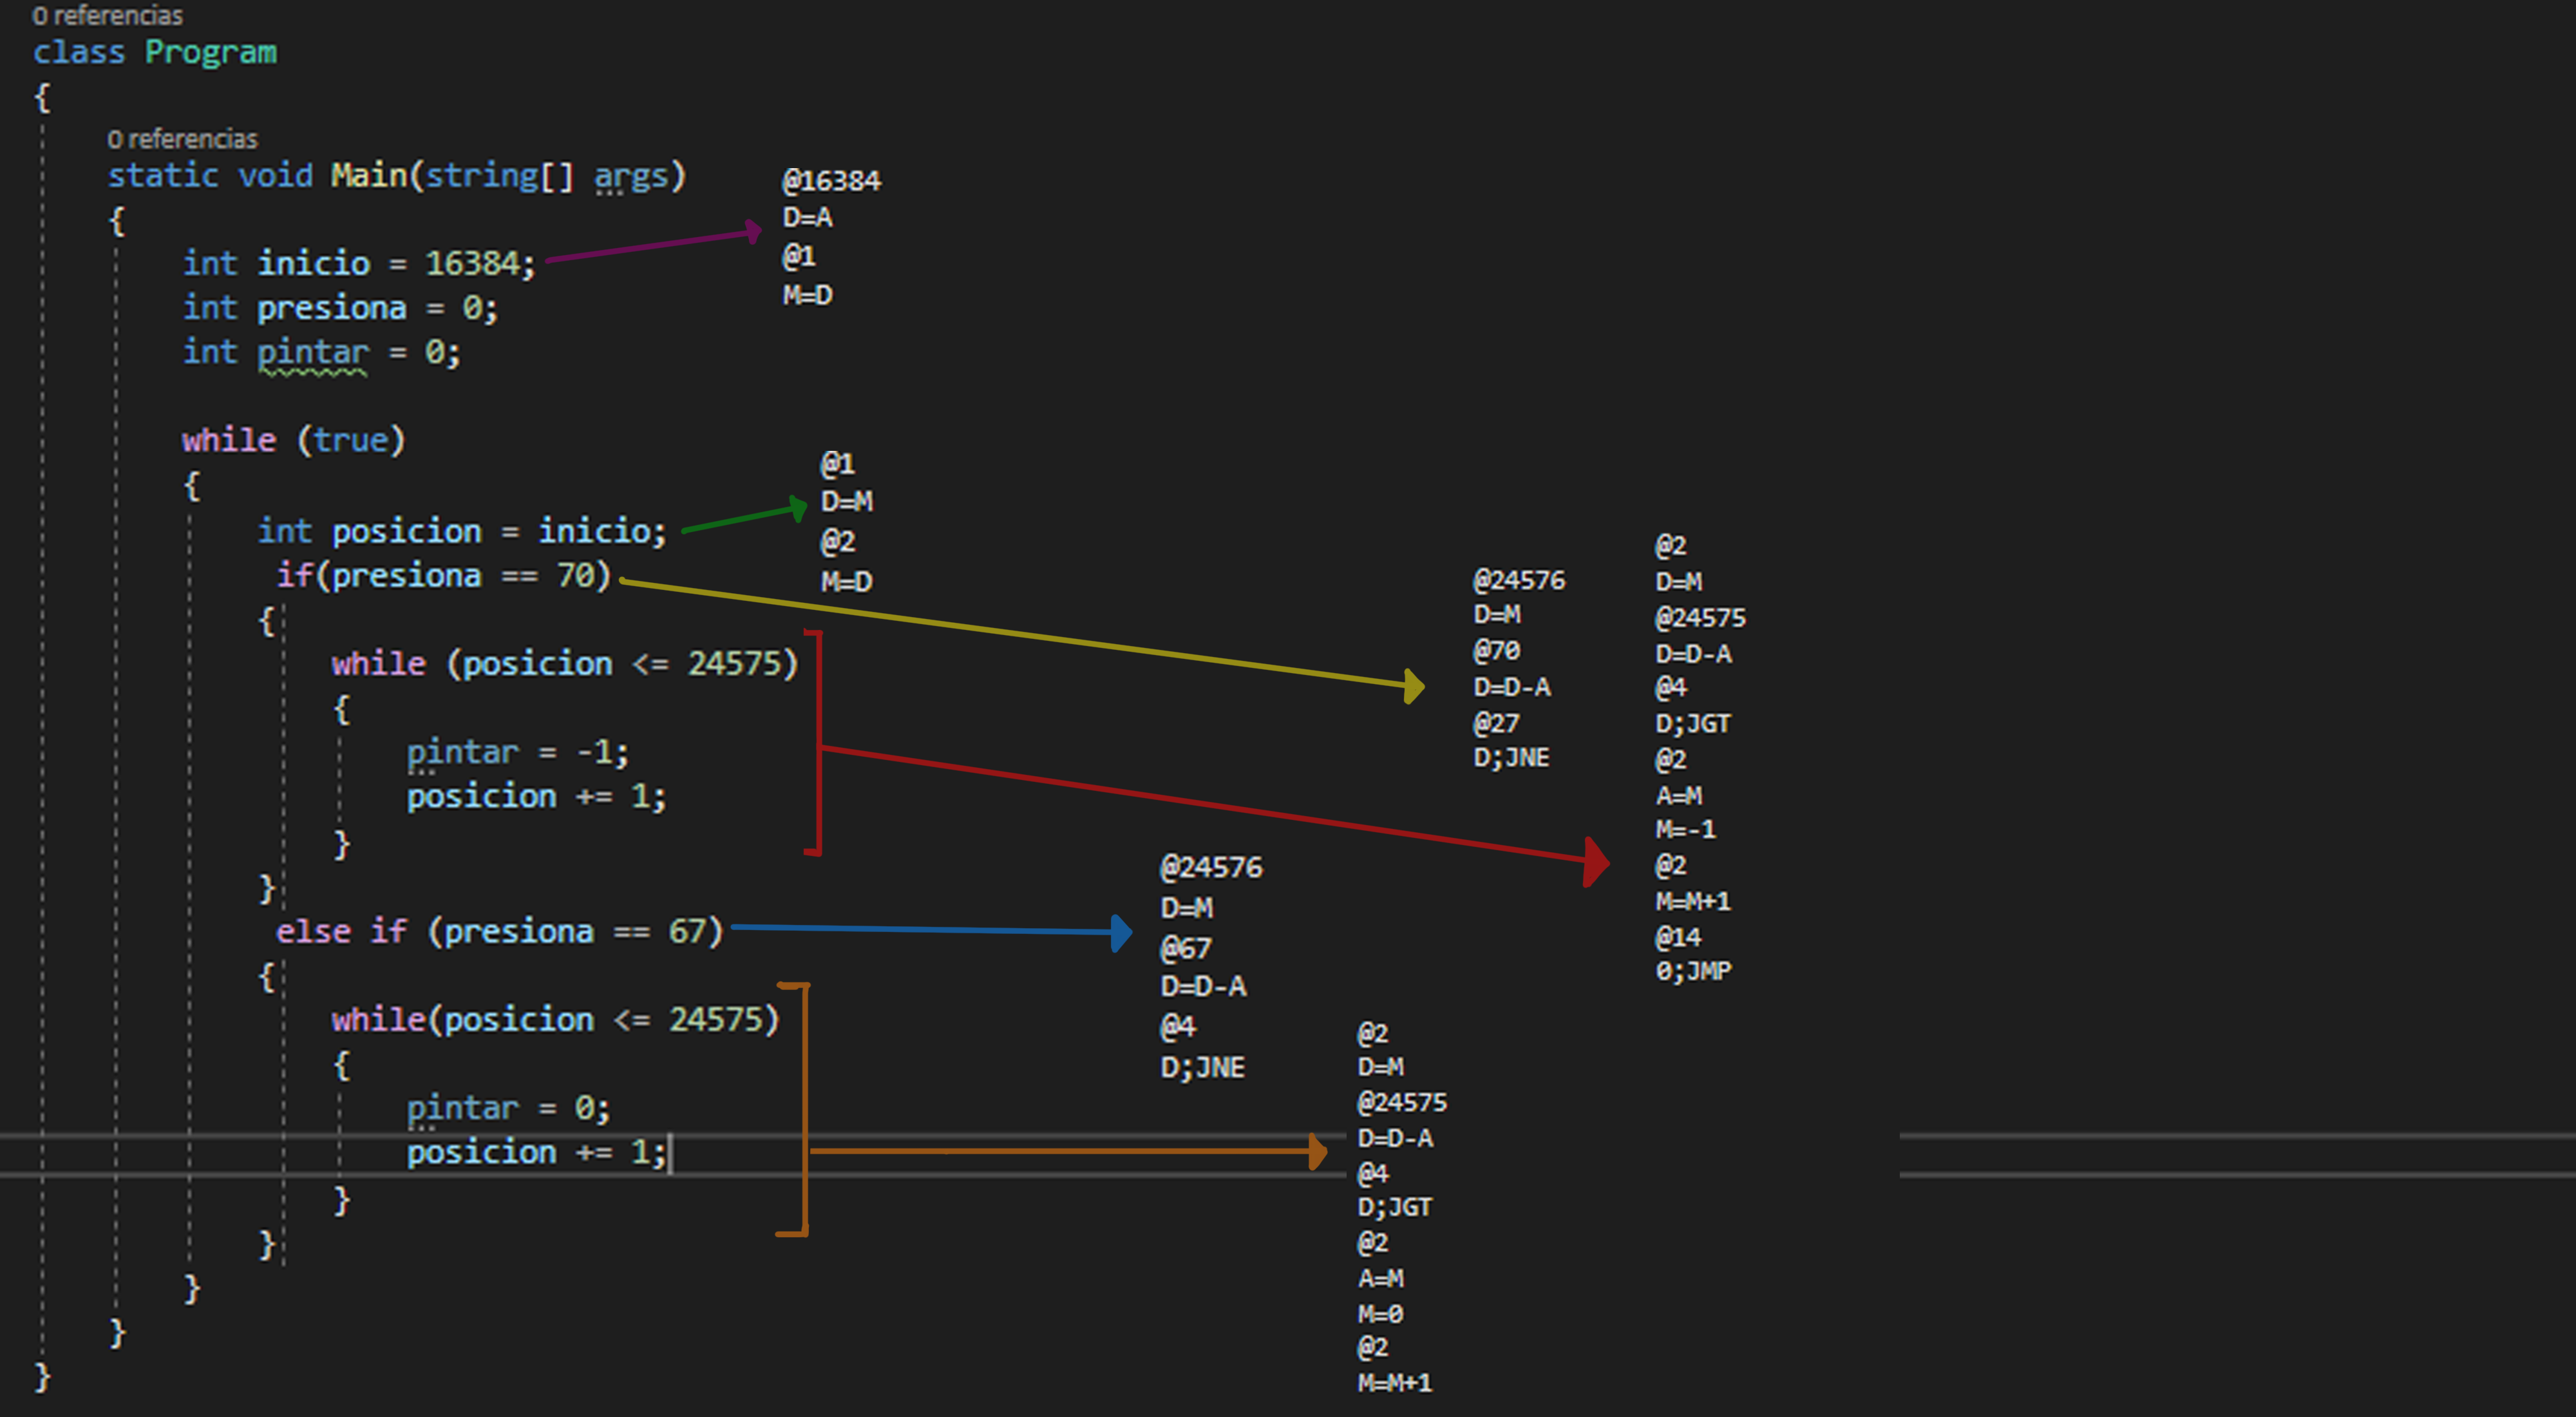 0 referencias
class Program
{
0 referencias
static void Main(string[] args)
{
int inicio = 16384;
int presiona = 0;
int pintar = 0;
while (true)
{
int posicion = inicio;
if(presiona == 70)
{
while (posicion <= 24575)
{
pintar = -1;
posicion += 1;
}
}
else if (presiona == 67)
{
while(posicion <= 24575)
{
pintar = 0;
posicion += 1;
}
}
}
}
}
@16384
D=A
@1
M=D
@1
D=M
@2
M=D
@24576
D=M
@70
D=D-A
@27
D;JNE
@2
D=M
@24575
D=D-A
@4
D;JGT
@2
A=M
M=-1
@2
M=M+1
@14
0;JMP
@24576
D=M
@67
D=D-A
@4
D;JNE
@2
D=M
@24575
D=D-A
@4
D;JGT
@2
A=M
M=0
@2
M=M+1